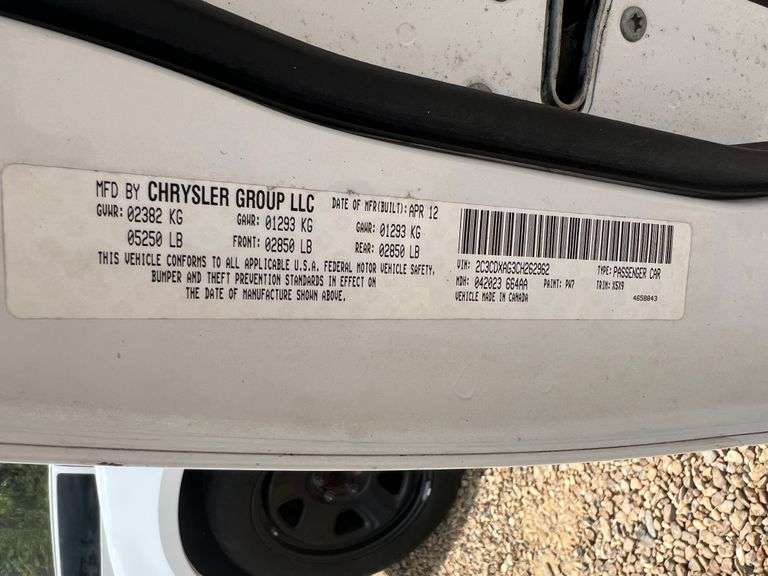 MFD BY CHRYSLER GROUP LLC DATE OF MFR(BUILT): APR 12
GVWR: 02382 KG GAWR: 01293 KG GAWR: 01293 KG
05250 LB FRONT: 02850 LB REAR: 02850 LB
THIS VEHICLE CONFORMS TO ALL APPLICABLE U.S.A. FEDERAL MOTOR VEHICLE SAFETY,
BUMPER AND THEFT PREVENTION STANDARDS IN EFFECT ON
THE DATE OF MANUFACTURE SHOWN ABOVE.
VIN: 2C3CDXAG3CH262962 TYPE: PASSENGER CAR
MDH: 042023 664AA PAINT: PW7 TRIM: X5X9
VEHICLE MADE IN CANADA 4658843